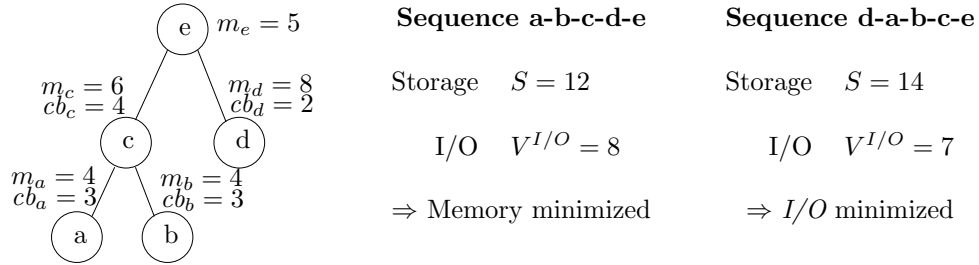 e
m_e = 5
m_c = 6
cb_c = 4
m_d = 8
cb_d = 2
c
d
m_a = 4
cb_a = 3
m_b = 4
cb_b = 3
a
b
Sequence a-b-c-d-e
Storage S = 12
I/O V^{I/O} = 8
⇒ Memory minimized
Sequence d-a-b-c-e
Storage S = 14
I/O V^{I/O} = 7
⇒ I/O minimized